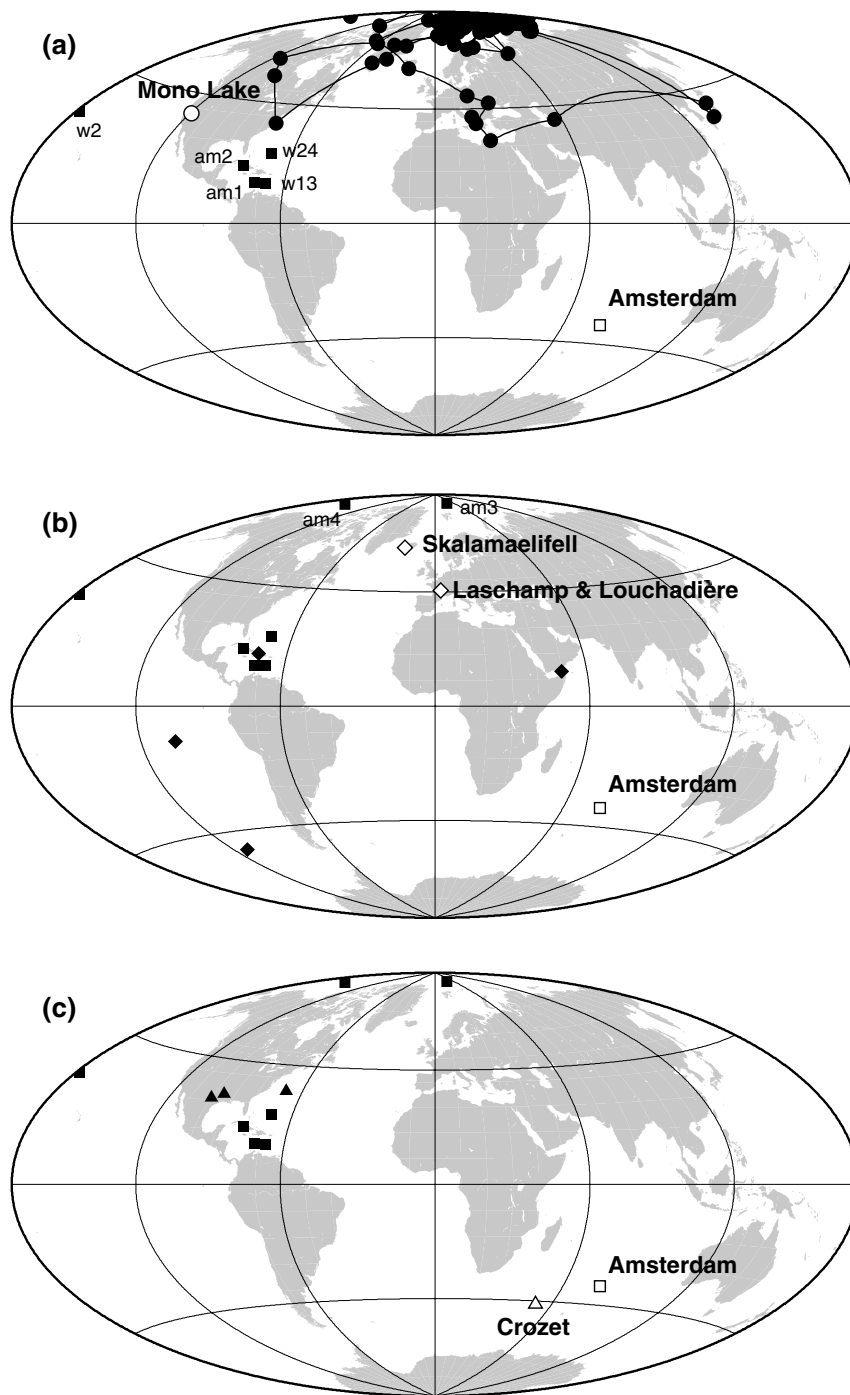 (a)
Mono Lake
w2
am2
w24
am1
w13
Amsterdam
(b)
am4
am3
Skalamaelifell
Laschamp & Louchadière
Amsterdam
(c)
Amsterdam
Crozet